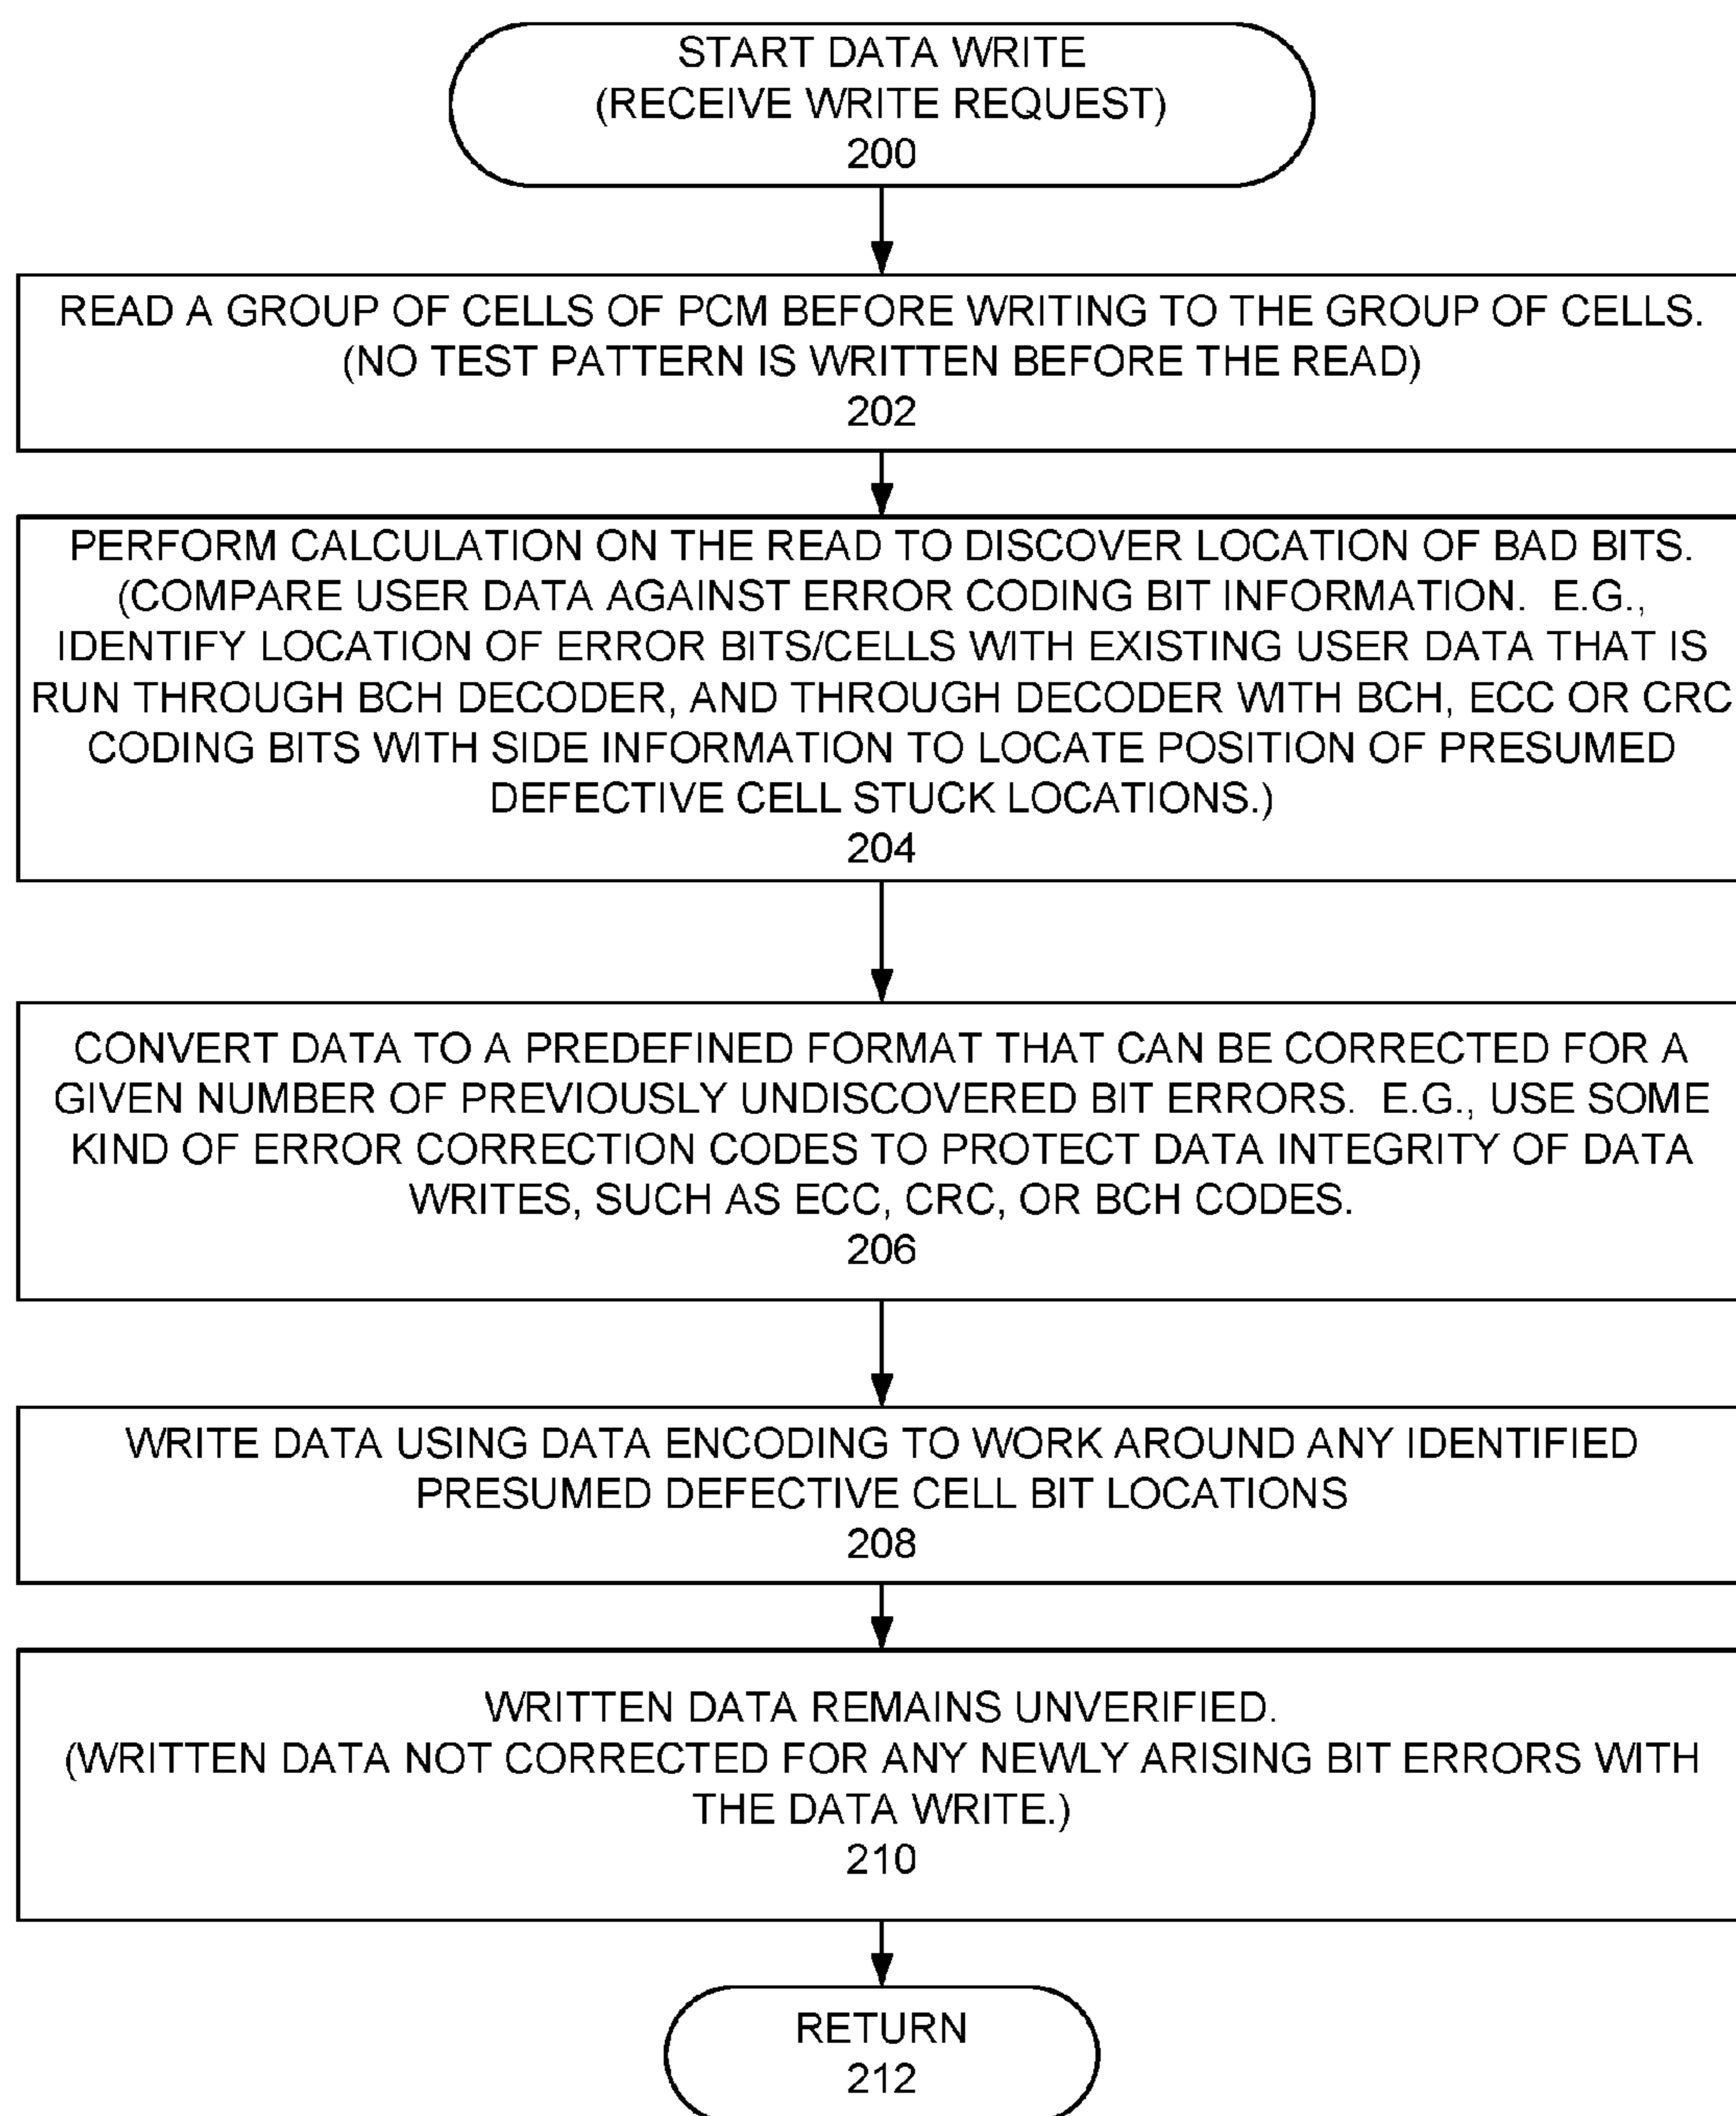 START DATA WRITE
(RECEIVE WRITE REQUEST)
200
READ A GROUP OF CELLS OF PCM BEFORE WRITING TO THE GROUP OF CELLS.
(NO TEST PATTERN IS WRITTEN BEFORE THE READ)
202
PERFORM CALCULATION ON THE READ TO DISCOVER LOCATION OF BAD BITS.
(COMPARE USER DATA AGAINST ERROR CODING BIT INFORMATION. E.G.,
IDENTIFY LOCATION OF ERROR BITS/CELLS WITH EXISTING USER DATA THAT IS
RUN THROUGH BCH DECODER, AND THROUGH DECODER WITH BCH, ECC OR CRC
CODING BITS WITH SIDE INFORMATION TO LOCATE POSITION OF PRESUMED
DEFECTIVE CELL STUCK LOCATIONS.)
204
CONVERT DATA TO A PREDEFINED FORMAT THAT CAN BE CORRECTED FOR A
GIVEN NUMBER OF PREVIOUSLY UNDISCOVERED BIT ERRORS. E.G., USE SOME
KIND OF ERROR CORRECTION CODES TO PROTECT DATA INTEGRITY OF DATA
WRITES, SUCH AS ECC, CRC, OR BCH CODES.
206
WRITE DATA USING DATA ENCODING TO WORK AROUND ANY IDENTIFIED
PRESUMED DEFECTIVE CELL BIT LOCATIONS
208
WRITTEN DATA REMAINS UNVERIFIED.
(WRITTEN DATA NOT CORRECTED FOR ANY NEWLY ARISING BIT ERRORS WITH
THE DATA WRITE.)
210
RETURN
212